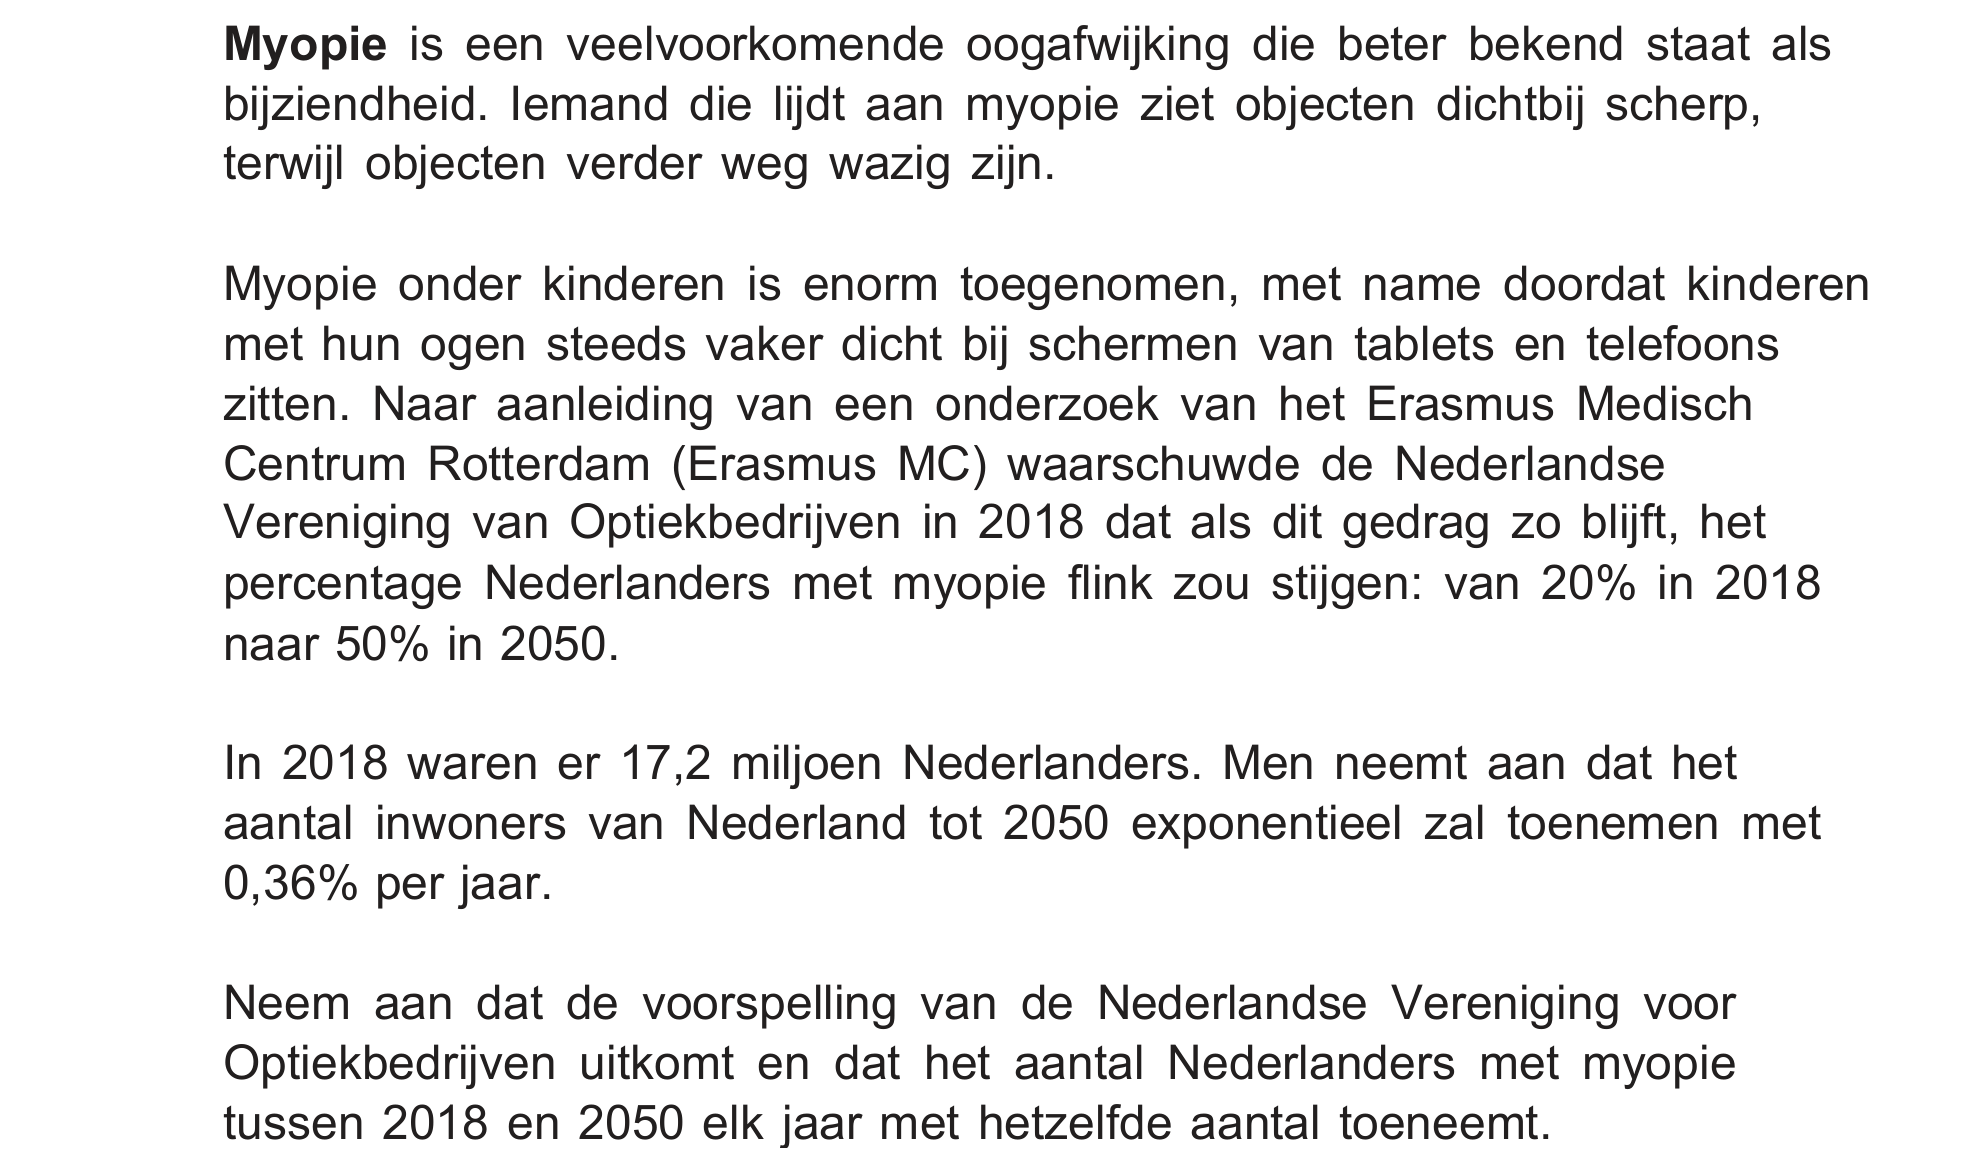 Myopie is een veelvoorkomende oogafwijking die beter bekend staat als
bijziendheid. Iemand die lijdt aan myopie ziet objecten dichtbij scherp,
terwijl objecten verder weg wazig zijn.
Myopie onder kinderen is enorm toegenomen, met name doordat kinderen
met hun ogen steeds vaker dicht bij schermen van tablets en telefoons
zitten. Naar aanleiding van een onderzoek van het Erasmus Medisch
Centrum Rotterdam (Erasmus MC) waarschuwde de Nederlandse
Vereniging van Optiekbedrijven in 2018 dat als dit gedrag zo blijft, het
percentage Nederlanders met myopie flink zou stijgen: van 20% in 2018
naar 50% in 2050.
In 2018 waren er 17,2 miljoen Nederlanders. Men neemt aan dat het
aantal inwoners van Nederland tot 2050 exponentieel zal toenemen met
0,36% per jaar.
Neem aan dat de voorspelling van de Nederlandse Vereniging voor
Optiekbedrijven uitkomt en dat het aantal Nederlanders met myopie
tussen 2018 en 2050 elk jaar met hetzelfde aantal toeneemt.